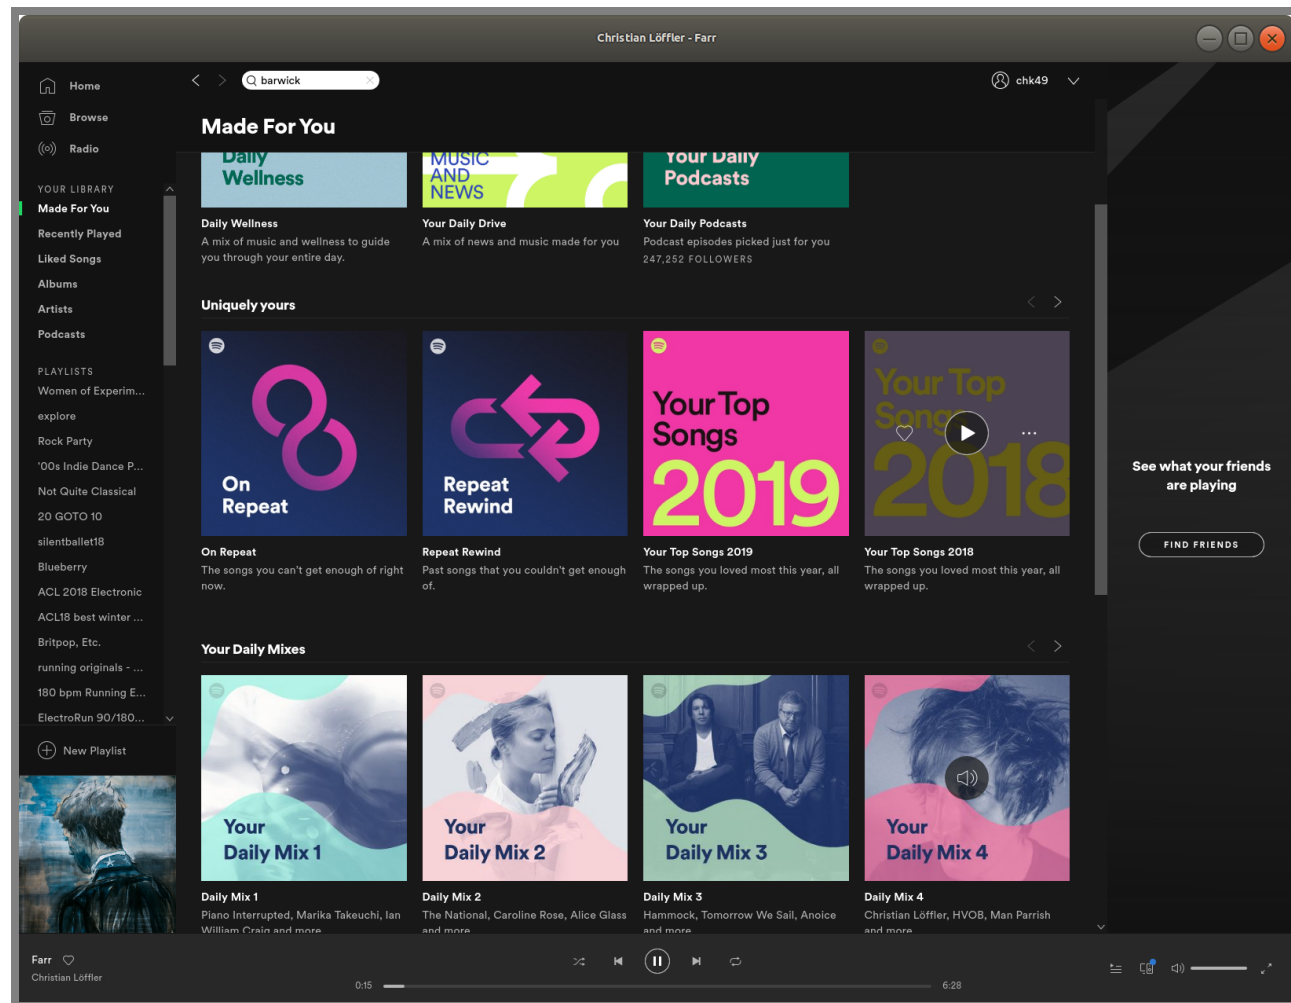 Christian Löffler - Farr
Home
Browse
Radio
YOUR LIBRARY
Made For You
Recently Played
Liked Songs
Albums
Artists
Podcasts
PLAYLISTS
Women of Experim...
explore
Rock Party
'00s Indie Dance P...
Not Quite Classical
20 GOTO 10
silentballet18
Blueberry
ACL 2018 Electronic
ACL18 best winter ...
Britpop, Etc.
running originals - ...
180 bpm Running E...
ElectroRun 90/180...
New Playlist
barwick
chk49
Made For You
Daily
Wellness
MUSIC
AND
NEWS
Your Daily
Podcasts
Daily Wellness
A mix of music and wellness to guide
you through your entire day.
Your Daily Drive
A mix of news and music made for you
Your Daily Podcasts
Podcast episodes picked just for you
247,252 FOLLOWERS
Uniquely yours
On
Repeat
Repeat
Rewind
Your Top
Songs
2019
Your Top
Songs
2018
On Repeat
The songs you can't get enough of right
now.
Repeat Rewind
Past songs that you couldn't get enough
of.
Your Top Songs 2019
The songs you loved most this year, all
wrapped up.
Your Top Songs 2018
The songs you loved most this year, all
wrapped up.
Your Daily Mixes
Your
Daily Mix 1
Your
Daily Mix 2
Your
Daily Mix 3
Your
Daily Mix 4
Daily Mix 1
Piano Interrupted, Marika Takeuchi, Ian
William Craig and more
Daily Mix 2
The National, Caroline Rose, Alice Glass
and more
Daily Mix 3
Hammock, Tomorrow We Sail, Anoice
and more
Daily Mix 4
Christian Löffler, HVOB, Man Parrish
and more
See what your friends
are playing
FIND FRIENDS
Farr
Christian Löffler
0:15
6:28